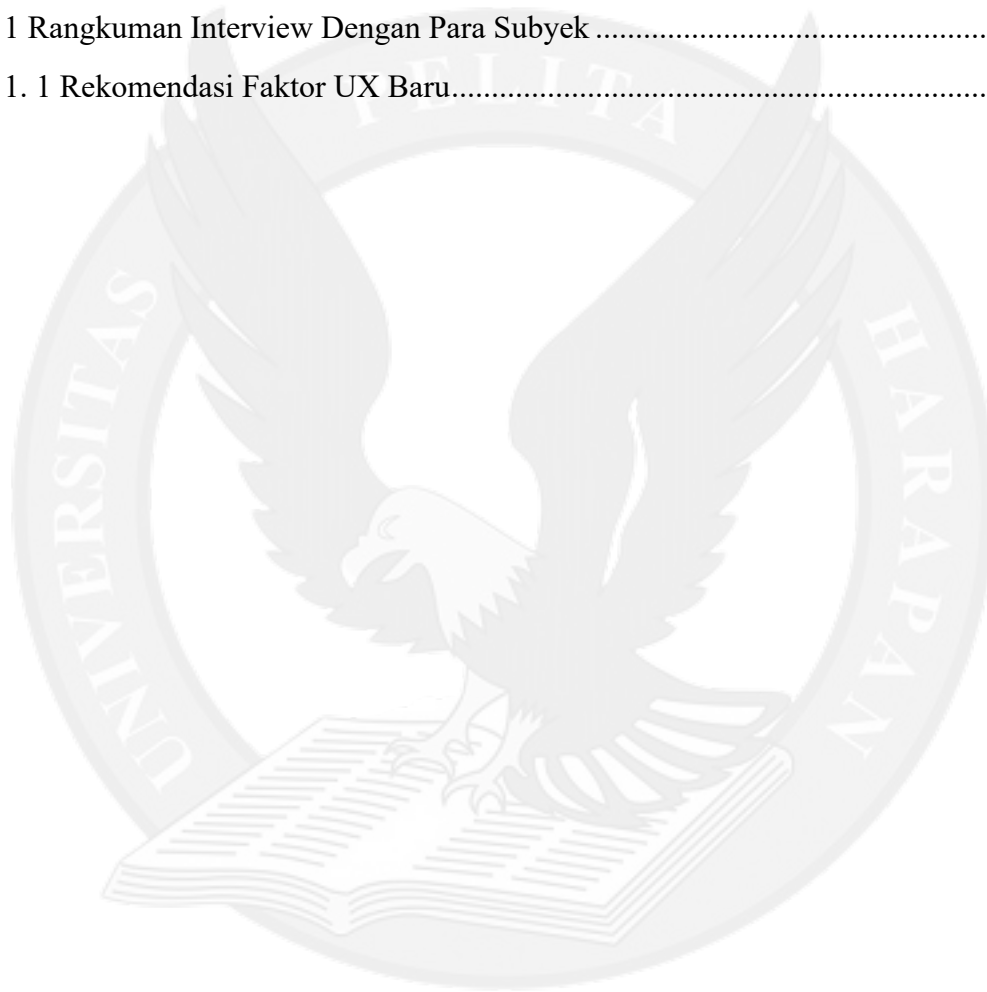 1 Rangkuman Interview Dengan Para Subyek ................................................
1. 1 Rekomendasi Faktor UX Baru...................................................................
UNIVERSITAS PELITA HARAPAN